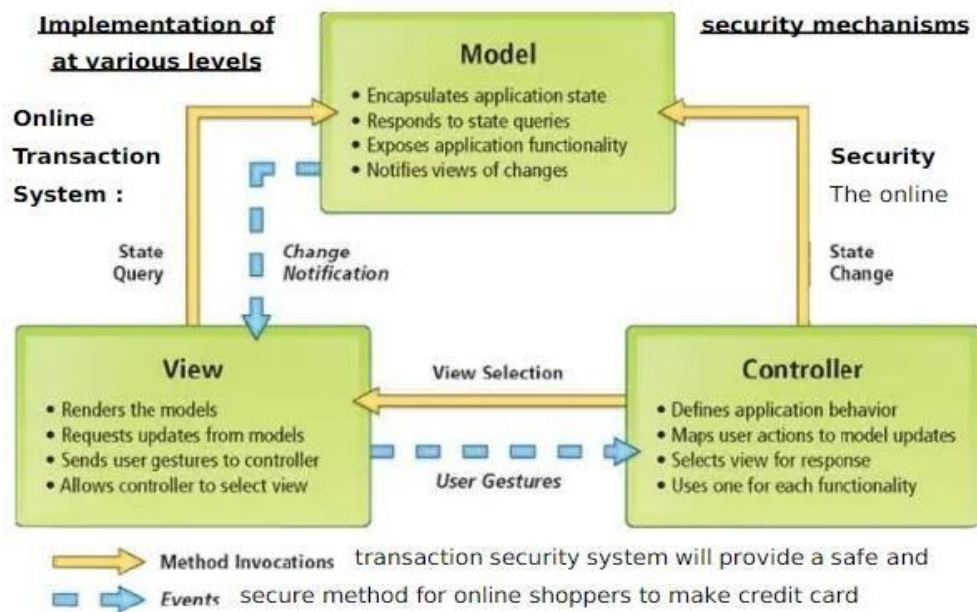 Implementation of security mechanisms
at various levels
Model
• Encapsulates application state
• Responds to state queries
• Exposes application functionality
• Notifies views of changes
Online
Transaction Security
System : The online
State
Query
Change
Notification
State
Change
View
• Renders the models
• Requests updates from models
• Sends user gestures to controller
• Allows controller to select view
View Selection
User Gestures
Controller
• Defines application behavior
• Maps user actions to model updates
• Selects view for response
• Uses one for each functionality
Method Invocations transaction security system will provide a safe and
Events secure method for online shoppers to make credit card